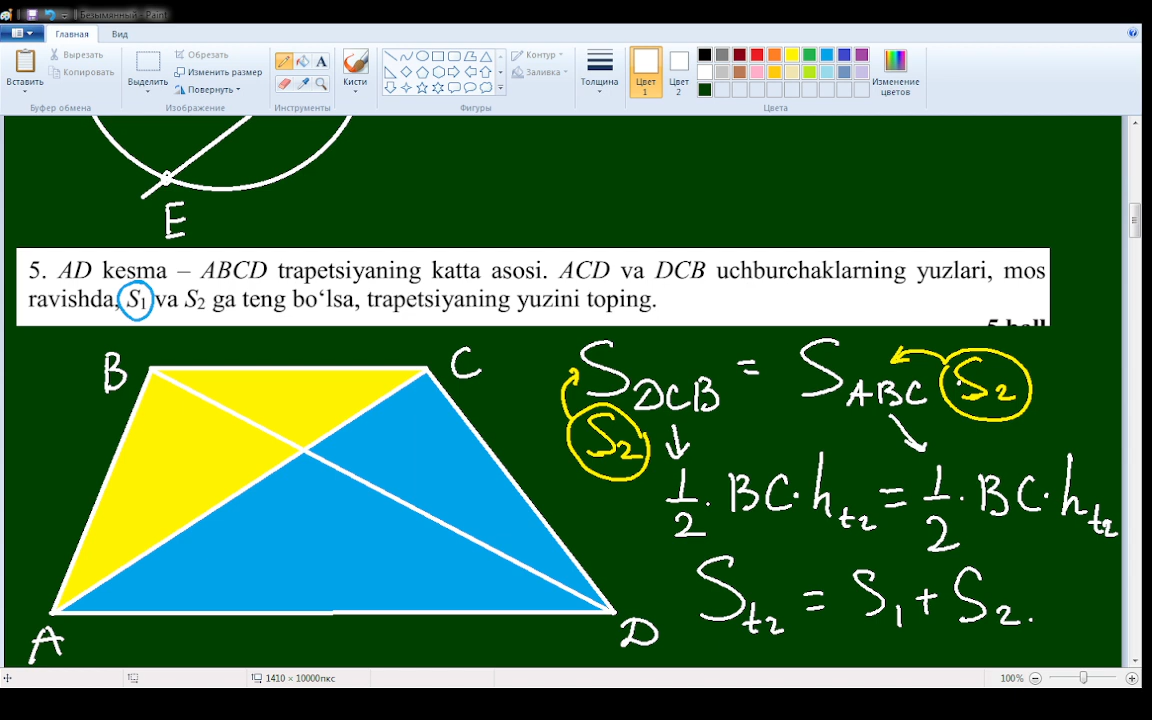 Безымянный - Paint
Главная Вид
Вставить
Вырезать
Копировать
Буфер обмена
Выделить
Обрезать
Изменить размер
Повернуть
Изображение
A
Инструменты
Кисти
Контур
Заливка
Фигуры
Толщина
Цвет 1
Цвет 2
Изменение цветов
Цвета
E
5. AD kesma – ABCD trapetsiyaning katta asosi. ACD va DCB uchburchaklarning yuzlari, mos
ravishda, S₁ va S₂ ga teng bo‘lsa, trapetsiyaning yuzini toping.
5 ball
B C
A D
S_DCB = S_ABC S₂
S₂
1/2 · BC · h_tz = 1/2 · BC · h_tz
S_tz = S₁ + S₂.
1410 × 10000пкс
100%